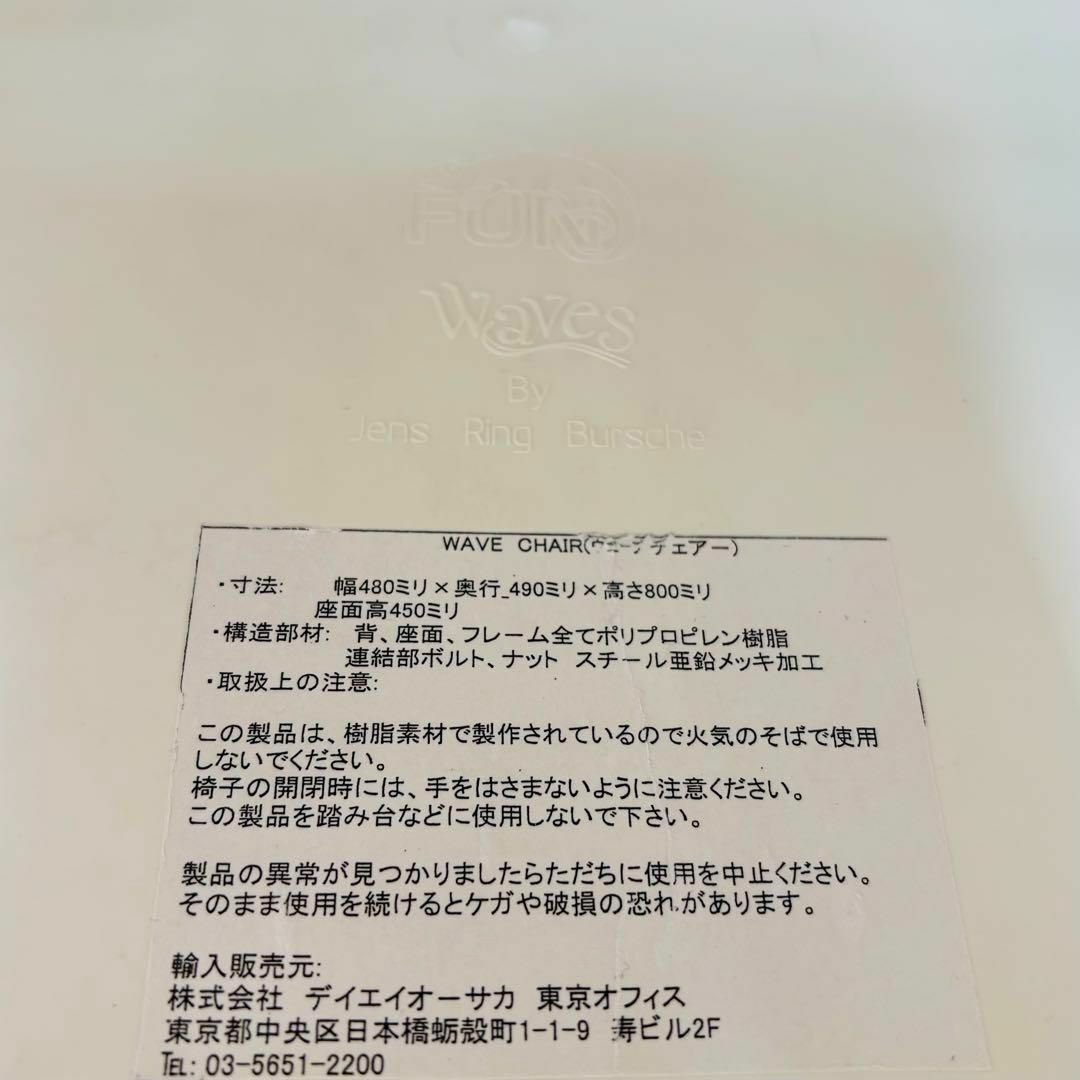 FUN
Waves
By
Jens Ring Bursche
WAVE CHAIR(ウェーブチェアー)
・寸法: 幅480ミリ×奥行_490ミリ×高さ800ミリ
座面高450ミリ
・構造部材: 背、座面、フレーム全てポリプロピレン樹脂
連結部ボルト、ナット スチール亜鉛メッキ加工
・取扱上の注意:
この製品は、樹脂素材で製作されているので火気のそばで使用
しないでください。
椅子の開閉時には、手をはさまないように注意ください。
この製品を踏み台などに使用しないで下さい。
製品の異常が見つかりましたらただちに使用を中止ください。
そのまま使用を続けるとケガや破損の恐れがあります。
輸入販売元:
株式会社 デイエイオーサカ 東京オフィス
東京都中央区日本橋蛎殻町1-1-9 寿ビル2F
TEL: 03-5651-2200